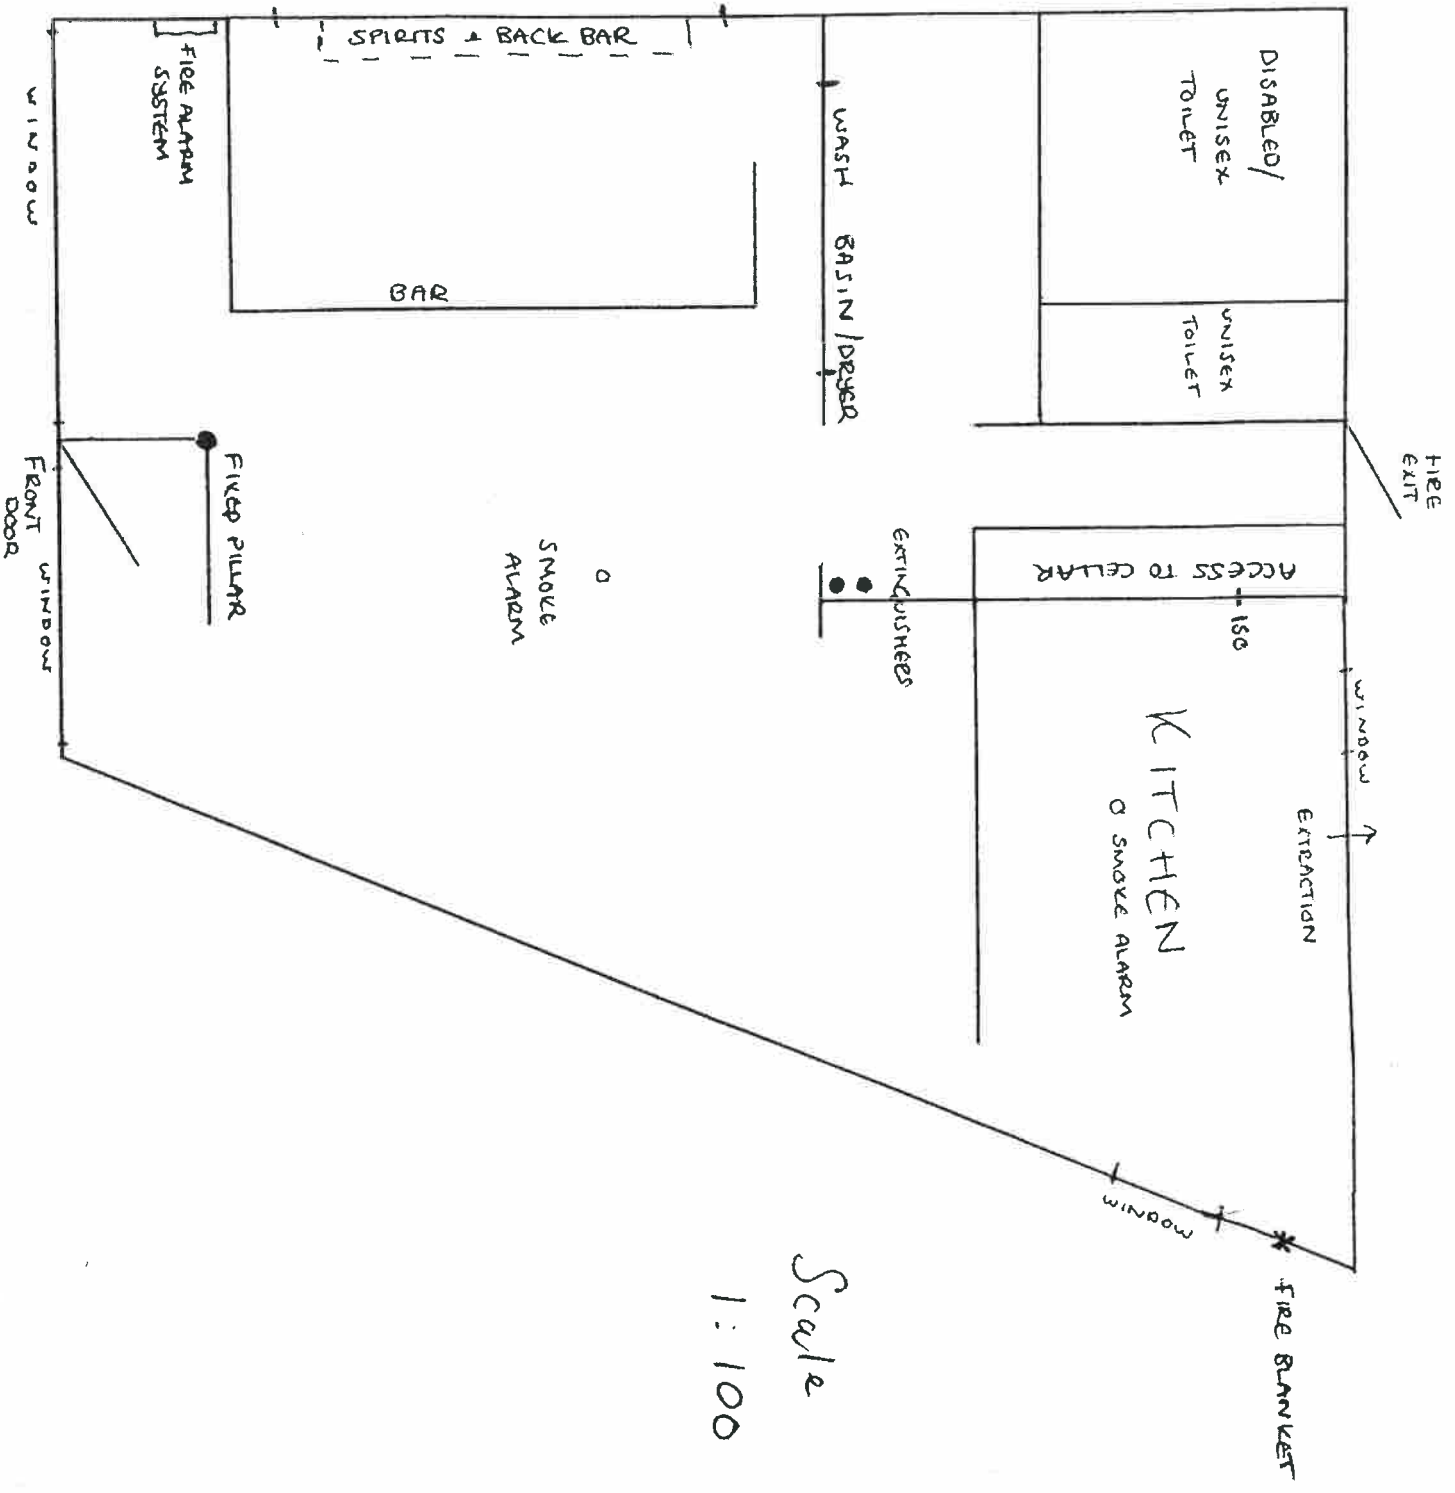 FIRE
EXIT
DISABLED/
UNISEX
TOILET
UNISEX
TOILET
ACCESS TO CELLAR
WINDOW
EXTRACTION
KITCHEN
SMOKE ALARM
WINDOW
FIRE BLANKET
WASH BASIN/DRYER
EXTINGUISHERS
SPIRITS & BACK BAR
BAR
SMOKE
ALARM
FIRE ALARM
SYSTEM
FIXED PILLAR
WINDOW
FRONT
DOOR
WINDOW
Scale
1:100